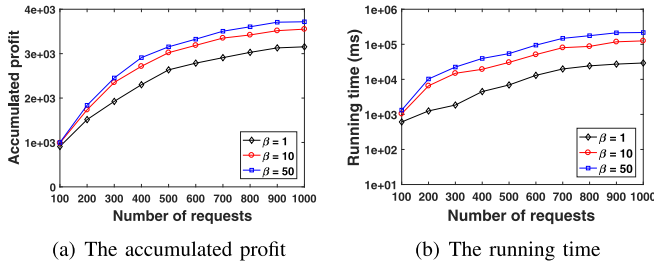 4e+03
3e+03
2e+03
1e+03
0
Accumulated profit
β = 1
β = 10
β = 50
100 200 300 400 500 600 700 800 900 1000
Number of requests
(a) The accumulated profit
1e+06
1e+05
1e+04
1e+03
1e+02
1e+01
Running time (ms)
β = 1
β = 10
β = 50
100 200 300 400 500 600 700 800 900 1000
Number of requests
(b) The running time